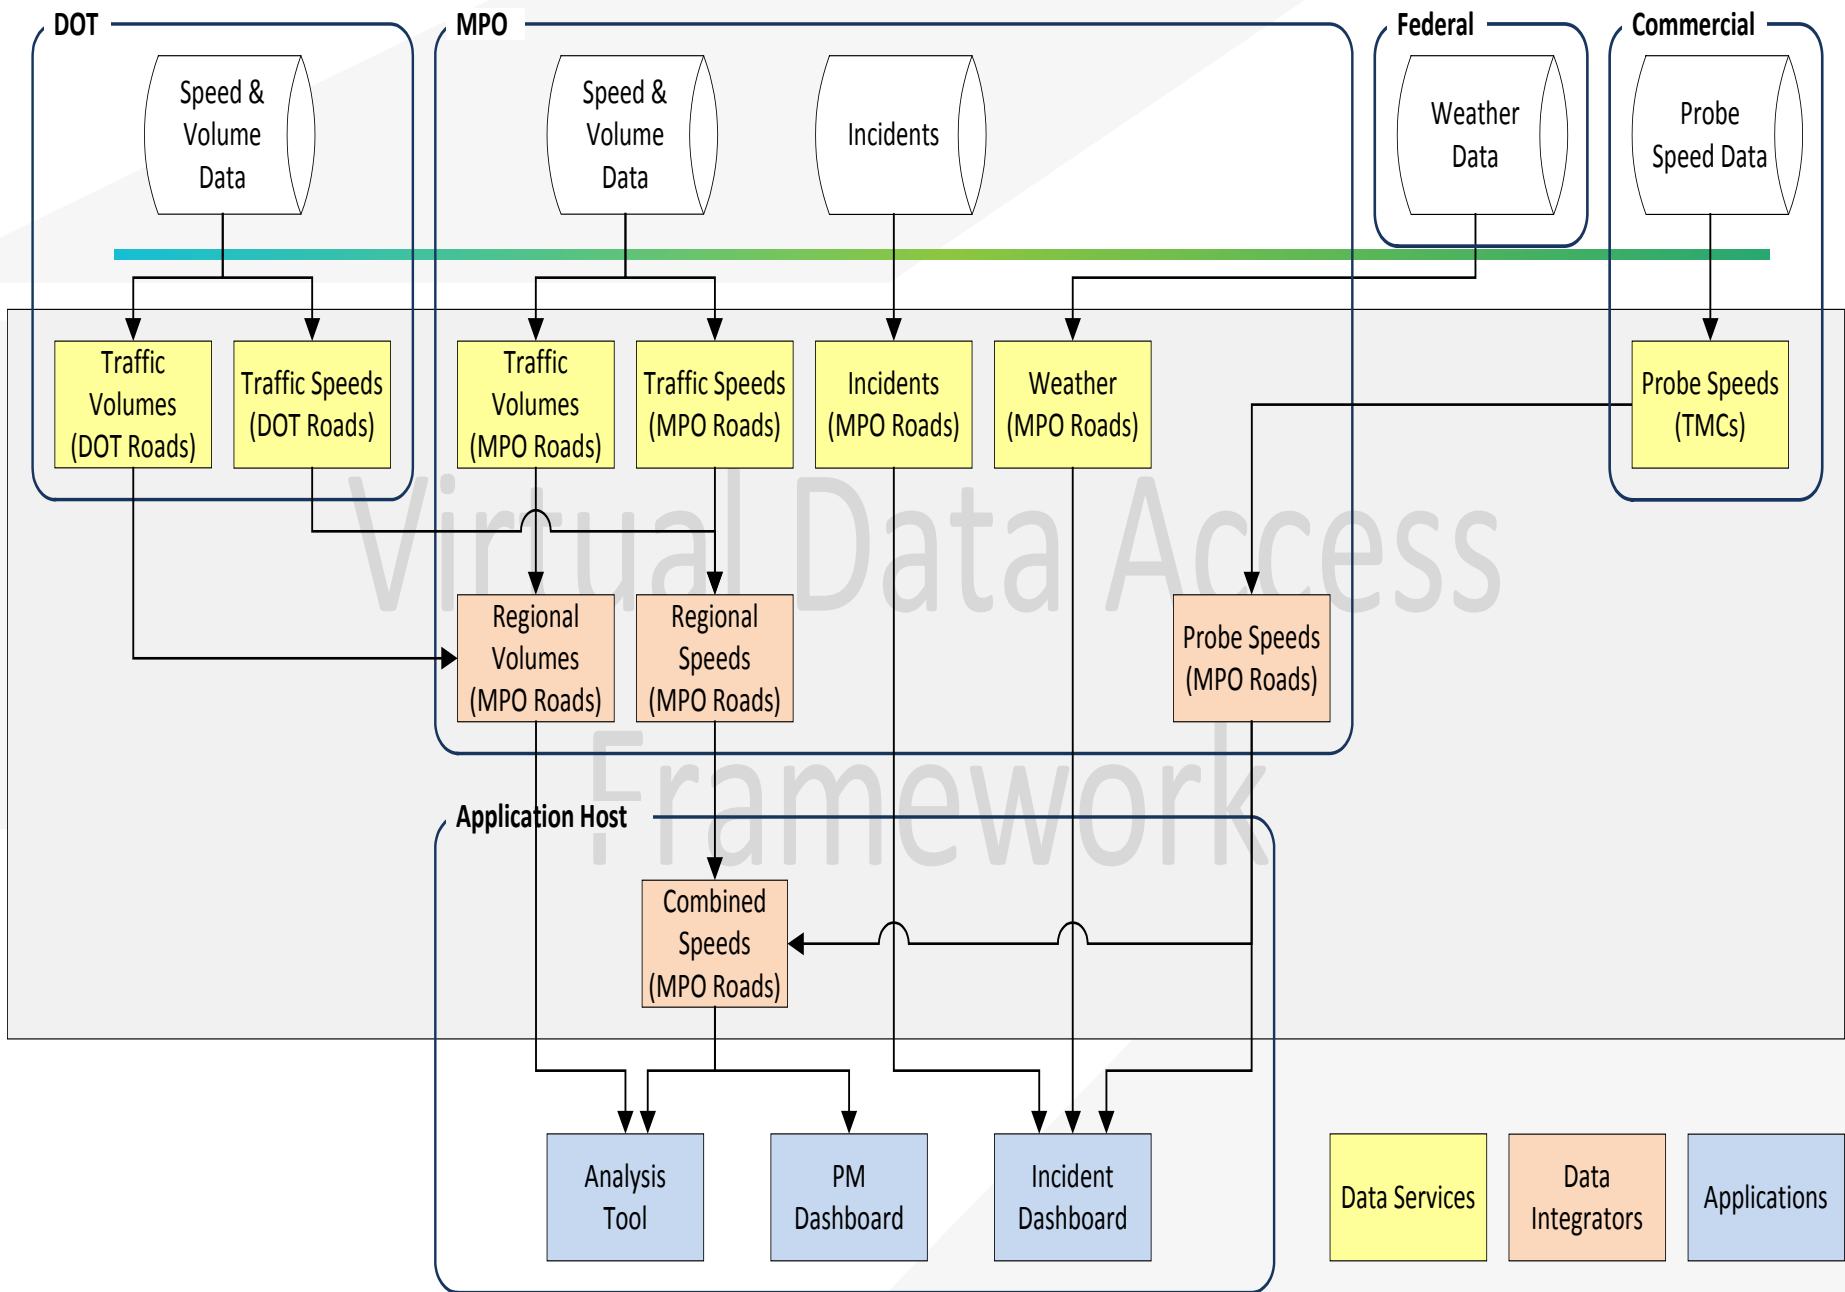 DOT
MPO
Federal
Commercial
Speed &
Volume
Data
Speed &
Volume
Data
Incidents
Weather
Data
Probe
Speed Data
Traffic
Volumes
(DOT Roads)
Traffic Speeds
(DOT Roads)
Traffic
Volumes
(MPO Roads)
Traffic Speeds
(MPO Roads)
Incidents
(MPO Roads)
Weather
(MPO Roads)
Probe Speeds
(TMCs)
Virtual Data Access
Framework
Regional
Volumes
(MPO Roads)
Regional
Speeds
(MPO Roads)
Probe Speeds
(MPO Roads)
Application Host
Combined
Speeds
(MPO Roads)
Analysis
Tool
PM
Dashboard
Incident
Dashboard
Data Services
Data
Integrators
Applications